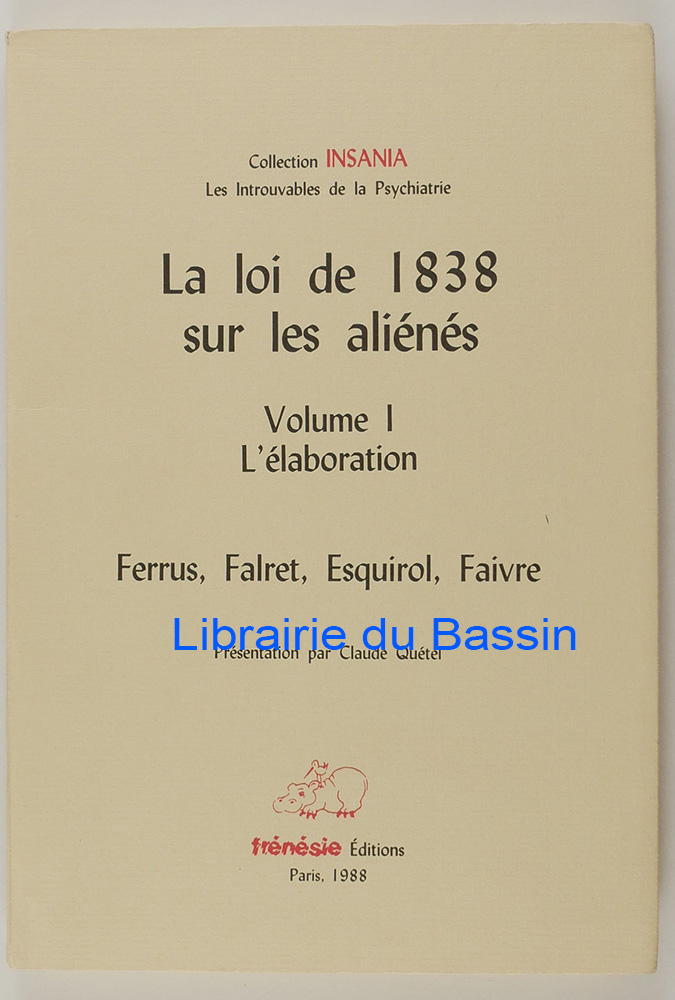 Collection INSANIA
Les Introuvables de la Psychiatrie
La loi de 1838
sur les aliénés
Volume I
L'élaboration
Ferrus, Falret, Esquirol, Faivre
Librairie du Bassin
Présentation par Claude Quétel
frénésie Éditions
Paris, 1988